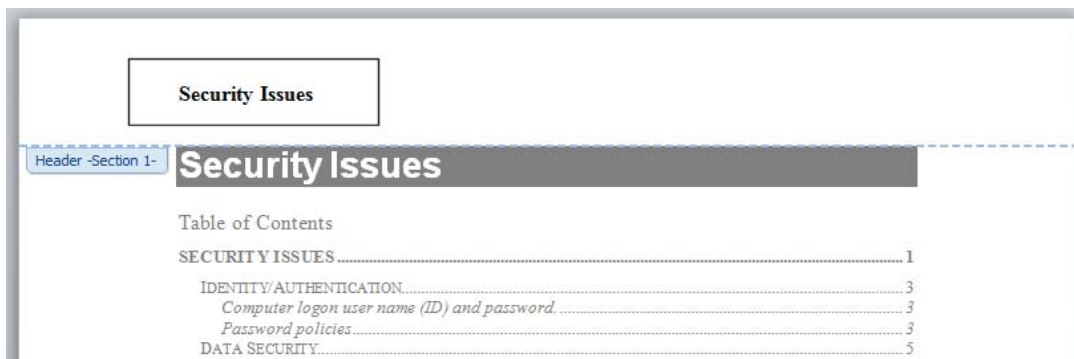 Security Issues
Header -Section 1-
Security Issues
Table of Contents
SECURITY ISSUES 1
IDENTITY/AUTHENTICATION 3
Computer logon user name (ID) and password. 3
Password policies 3
DATA SECURITY 5